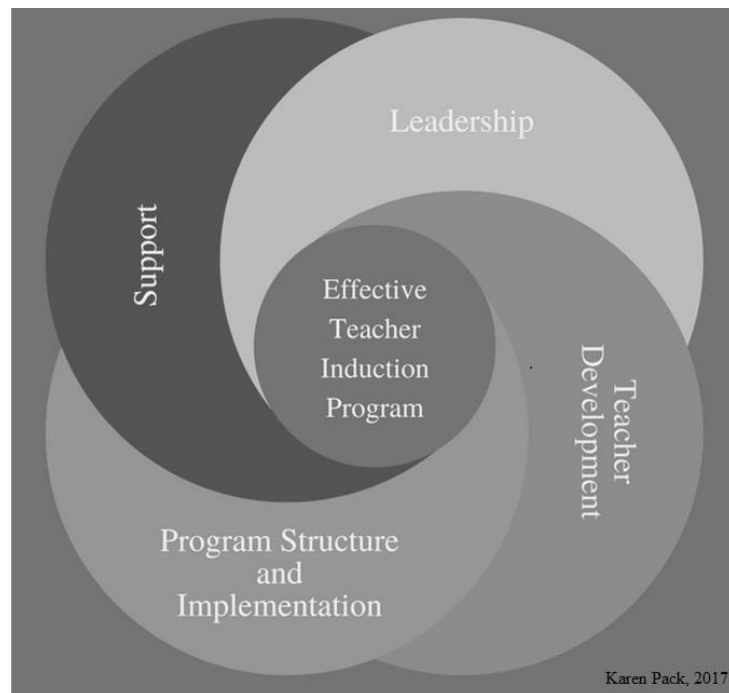 Leadership
Support
Effective
Teacher
Induction
Program
Teacher
Development
Program Structure
and
Implementation
Karen Pack, 2017